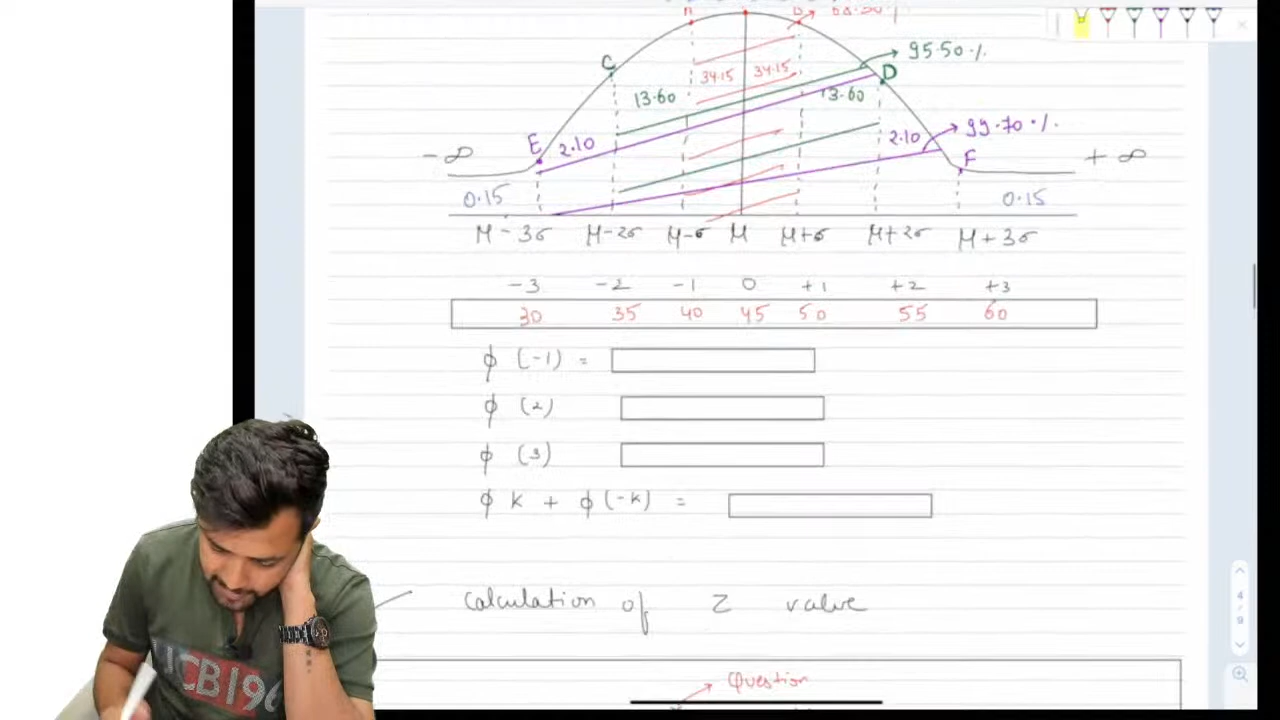 95.50 %
C
34.15 34.15
D
13.60 13.60
E 2.10 2.10 99.70 %
- ∞ F + ∞
0.15 0.15
μ - 3σ μ - 2σ μ - σ μ μ + σ μ + 2σ μ + 3σ
-3 -2 -1 0 +1 +2 +3
30 35 40 45 50 55 60
φ (-1) =
φ (2)
φ (3)
φ k + φ (-k) =
Calculation of Z value
Question
4
9